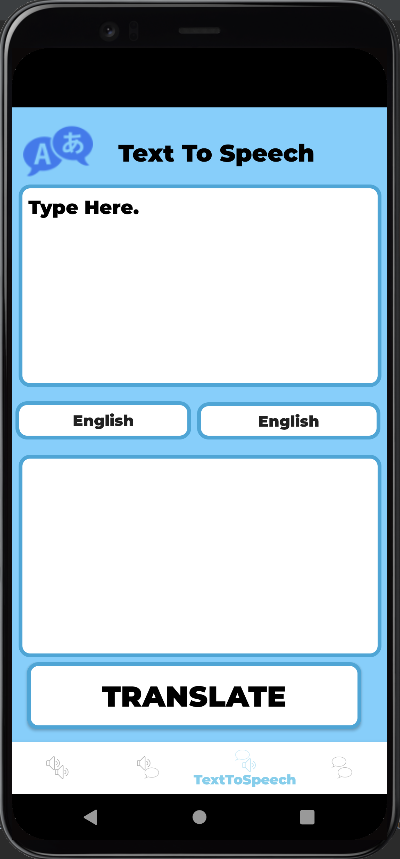 A あ
Text To Speech
Type Here.
English English
TRANSLATE
TextToSpeech